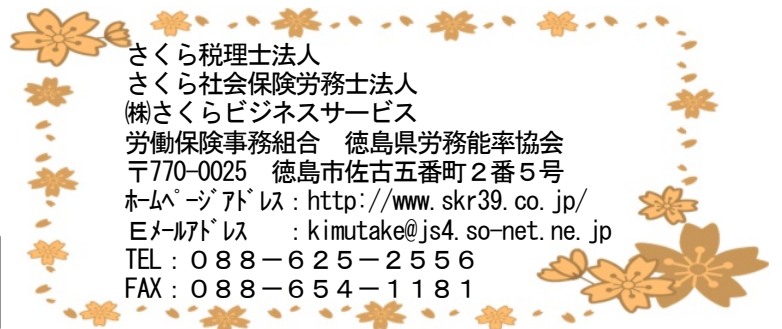 さくら税理士法人
さくら社会保険労務士法人
㈱さくらビジネスサービス
労働保険事務組合　徳島県労務能率協会
〒770-0025　徳島市佐古五番町２番５号
ﾎｰﾑﾍﾟｰｼﾞｱﾄﾞﾚｽ：http://www.skr39.co.jp/
Ｅﾒｰﾙｱﾄﾞﾚｽ　　：kimutake@js4.so-net.ne.jp
TEL：０８８－６２５－２５５６
FAX：０８８－６５４－１１８１